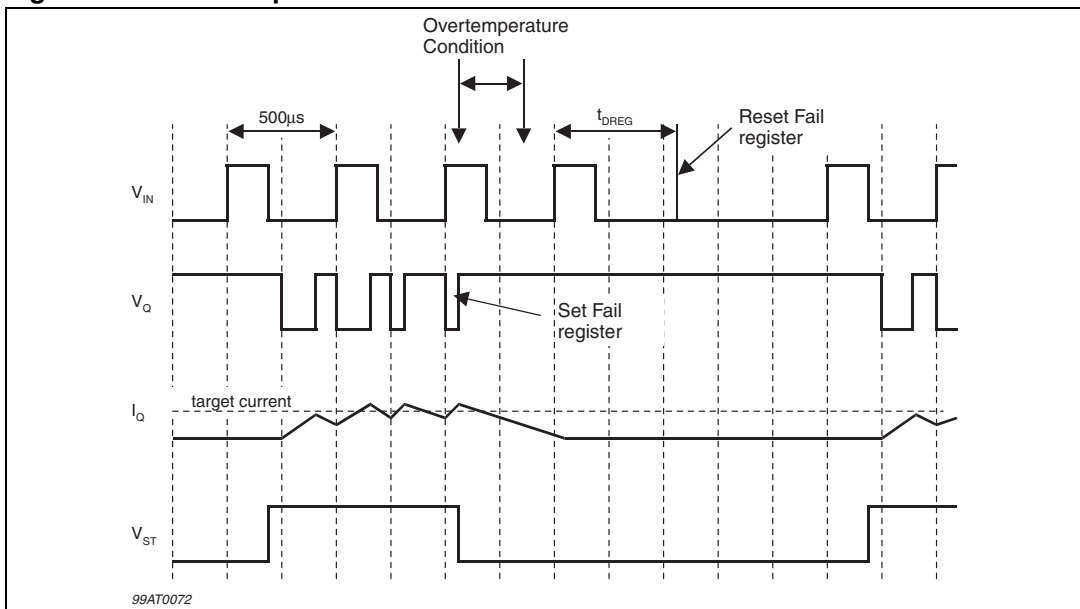 Overtemperature
Condition
500μs
t_DREG
Reset Fail
register
V_IN
V_Q
Set Fail
register
target current
I_Q
V_ST
99AT0072